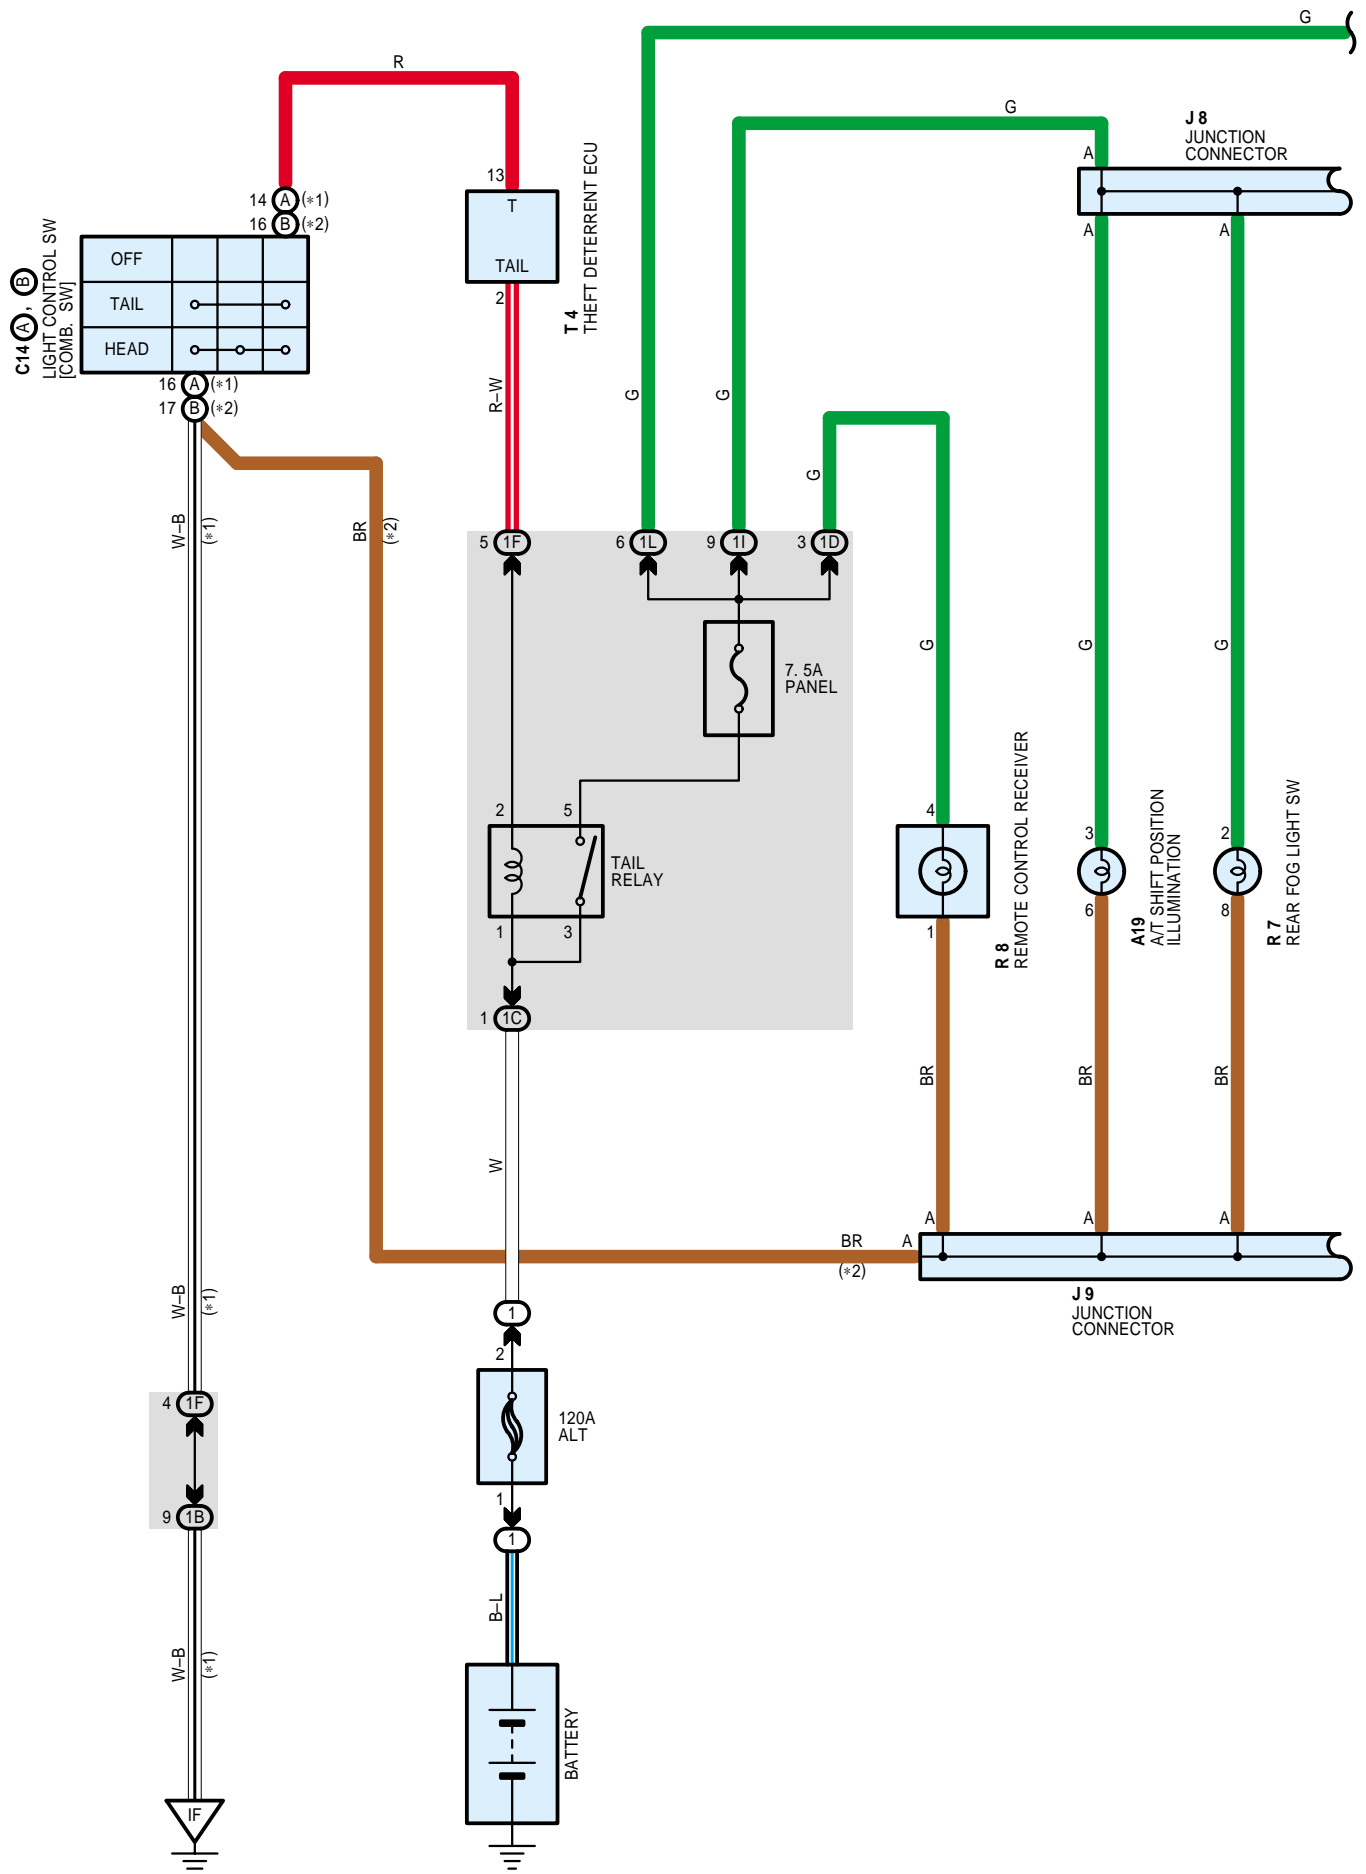 G
R
G
J 8
JUNCTION
CONNECTOR
A
13
T
TAIL
2
T 4
THEFT DETERRENT ECU
14 A (*1)
16 B (*2)
C14 A , B
LIGHT CONTROL SW
[COMB. SW]
OFF
TAIL
HEAD
16 A (*1)
17 B (*2)
A
A
R-W
G
G
G
W-B
(*1)
BR
(*2)
5 1F
6 1L
9 1I
3 1D
7. 5A
PANEL
G
G
G
2
5
TAIL
RELAY
1
3
4
1
R 8
REMOTE CONTROL RECEIVER
3
6
A19
A/T SHIFT POSITION
ILLUMINATION
2
8
R 7
REAR FOG LIGHT SW
1 1C
BR
BR
BR
W
A
A
A
BR
(*2)
A
J 9
JUNCTION
CONNECTOR
W-B
(*1)
1
2
120A
ALT
1
1
4 1F
9 1B
B-L
W-B
(*1)
BATTERY
IF